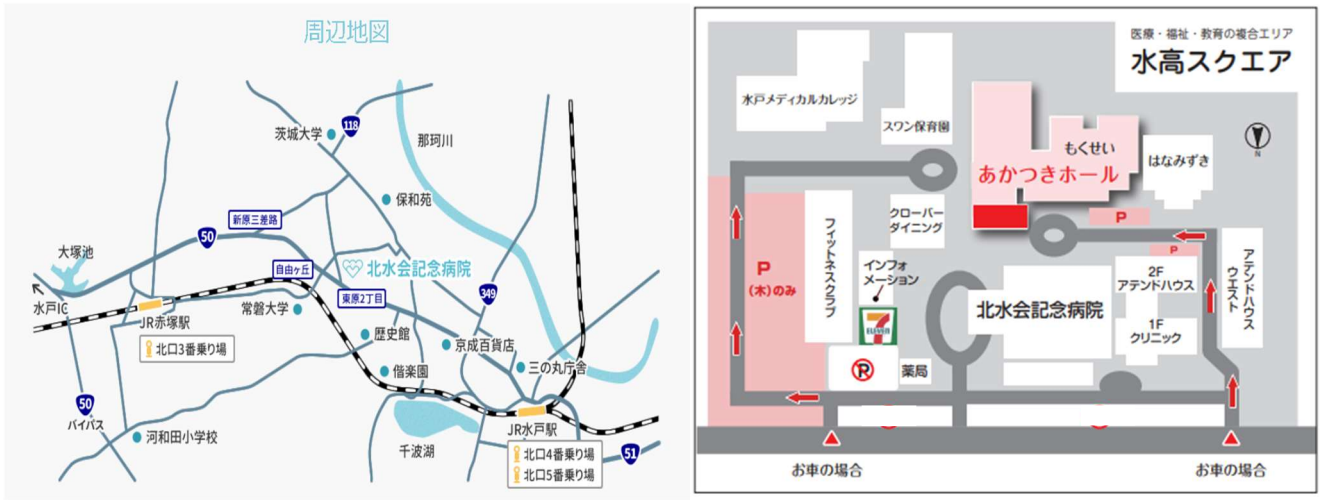 周辺地図
茨城大学
118
那珂川
保和苑
新原三差路
50
大塚池
自由ヶ丘
北水会記念病院
水戸IC
東原2丁目
349
常磐大学
JR赤塚駅
北口3番乗り場
歴史館
京成百貨店
偕楽園
三の丸庁舎
50
バイパス
河和田小学校
千波湖
JR水戸駅
北口4番乗り場
北口5番乗り場
51
医療・福祉・教育の複合エリア
水高スクエア
水戸メディカルカレッジ
スワン保育園
もくせい
あかつきホール
はなみずき
N
P
P
クローバー
ダイニング
フィットネスクラブ
P
(木)のみ
インフォ
メーション
7
ELEVEN
北水会記念病院
2F
アテンドハウス
1F
クリニック
アテンドハウス
ウエスト
P
薬局
お車の場合
お車の場合